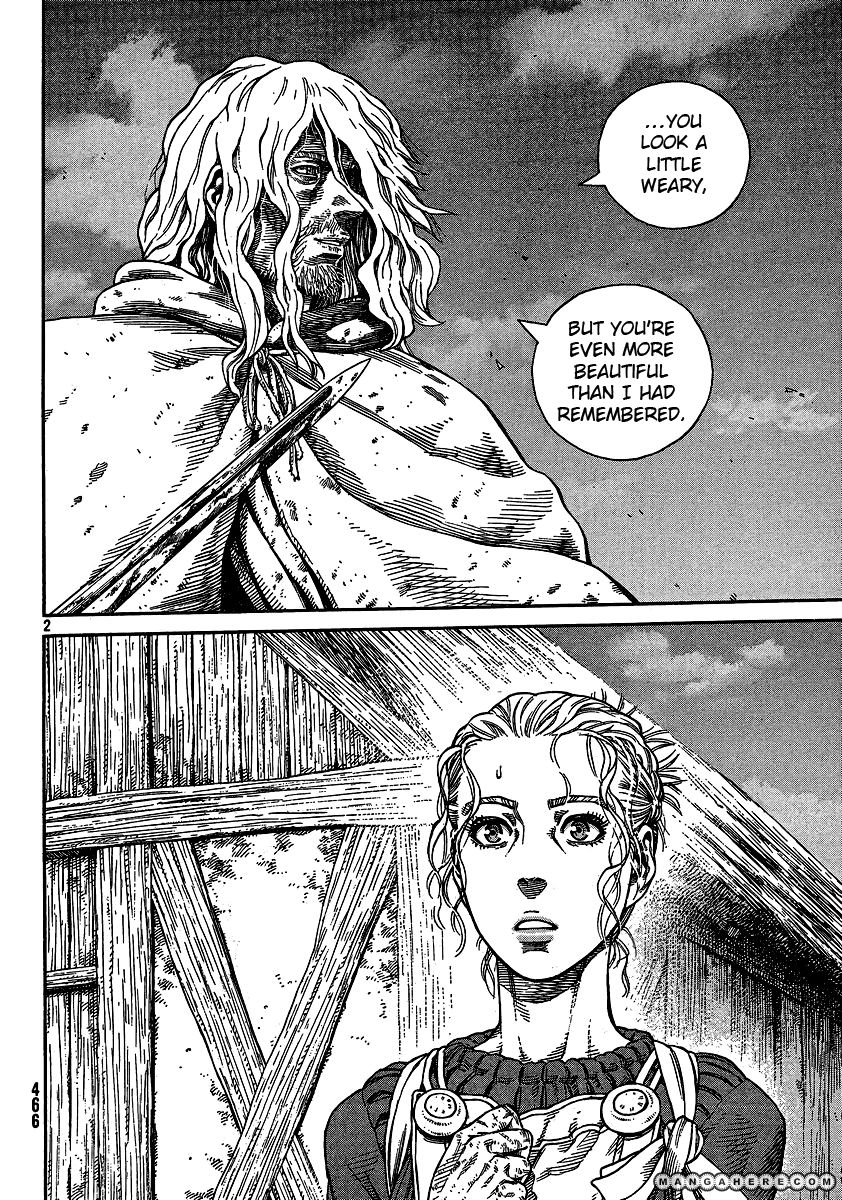 ...YOU
LOOK A
LITTLE
WEARY,
BUT YOU'RE
EVEN MORE
BEAUTIFUL
THAN I HAD
REMEMBERED.
2
466
MANGAHERE.COM